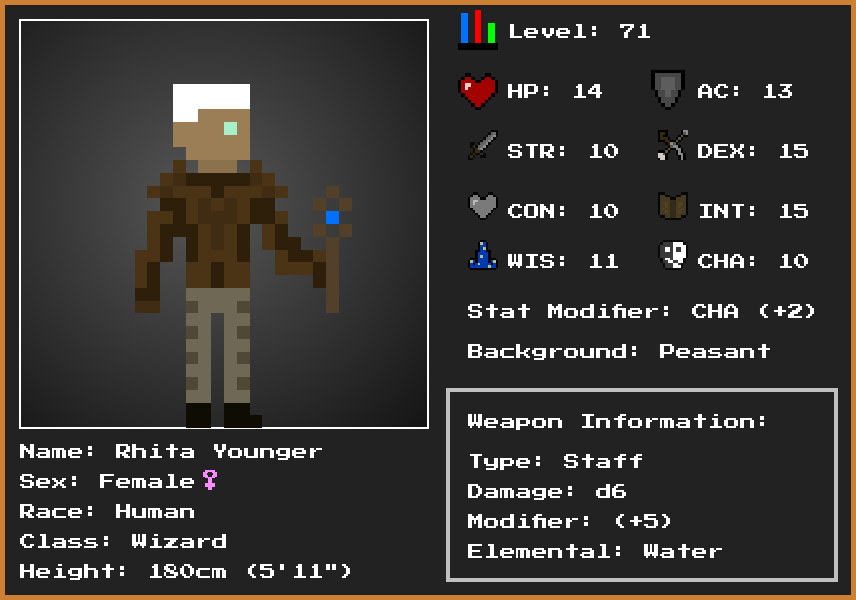 Level: 71
HP: 14 AC: 13
STR: 10 DEX: 15
CON: 10 INT: 15
WIS: 11 CHA: 10
Stat Modifier: CHA (+2)
Background: Peasant
Weapon Information:
Type: Staff
Damage: d6
Modifier: (+5)
Elemental: Water
Name: Rhita Younger
Sex: Female♀
Race: Human
Class: Wizard
Height: 180cm (5'11")